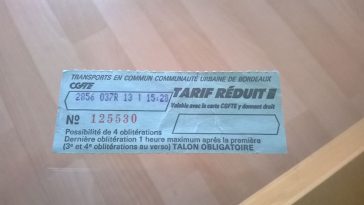 TRANSPORTS EN COMMUN COMMUNAUTÉ URBAINE DE BORDEAUX
CGFTE
2056 037R 13 1 15:20
TARIF RÉDUIT
Valable avec la carte CGFTE y donnant droit
No 125530
Possibilité de 4 oblitérations
Dernière oblitération 1 heure maximum après la première
(3e et 4e oblitérations au verso) TALON OBLIGATOIRE